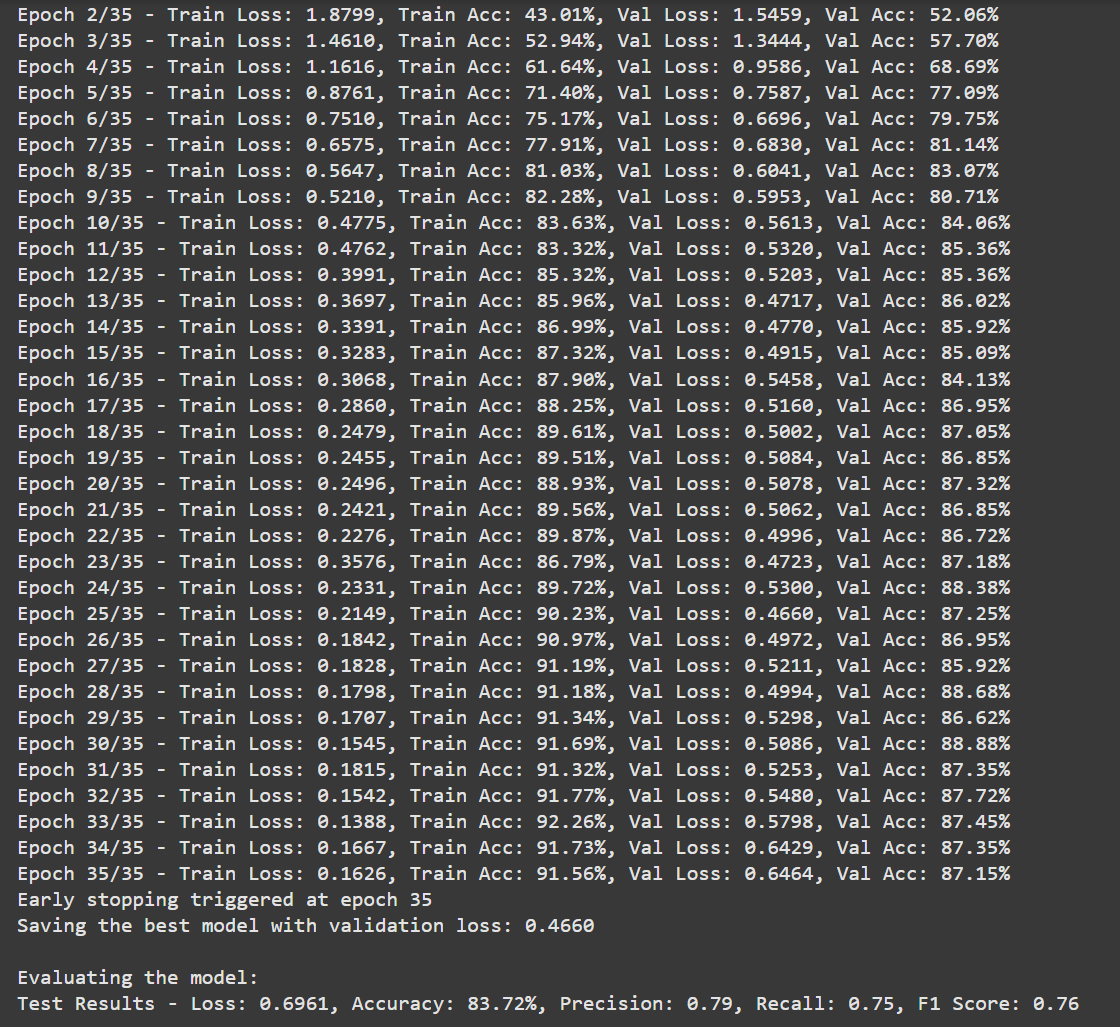 Epoch 2/35 - Train Loss: 1.8799, Train Acc: 43.01%, Val Loss: 1.5459, Val Acc: 52.06%
Epoch 3/35 - Train Loss: 1.4610, Train Acc: 52.94%, Val Loss: 1.3444, Val Acc: 57.70%
Epoch 4/35 - Train Loss: 1.1616, Train Acc: 61.64%, Val Loss: 0.9586, Val Acc: 68.69%
Epoch 5/35 - Train Loss: 0.8761, Train Acc: 71.40%, Val Loss: 0.7587, Val Acc: 77.09%
Epoch 6/35 - Train Loss: 0.7510, Train Acc: 75.17%, Val Loss: 0.6696, Val Acc: 79.75%
Epoch 7/35 - Train Loss: 0.6575, Train Acc: 77.91%, Val Loss: 0.6830, Val Acc: 81.14%
Epoch 8/35 - Train Loss: 0.5647, Train Acc: 81.03%, Val Loss: 0.6041, Val Acc: 83.07%
Epoch 9/35 - Train Loss: 0.5210, Train Acc: 82.28%, Val Loss: 0.5953, Val Acc: 80.71%
Epoch 10/35 - Train Loss: 0.4775, Train Acc: 83.63%, Val Loss: 0.5613, Val Acc: 84.06%
Epoch 11/35 - Train Loss: 0.4762, Train Acc: 83.32%, Val Loss: 0.5320, Val Acc: 85.36%
Epoch 12/35 - Train Loss: 0.3991, Train Acc: 85.32%, Val Loss: 0.5203, Val Acc: 85.36%
Epoch 13/35 - Train Loss: 0.3697, Train Acc: 85.96%, Val Loss: 0.4717, Val Acc: 86.02%
Epoch 14/35 - Train Loss: 0.3391, Train Acc: 86.99%, Val Loss: 0.4770, Val Acc: 85.92%
Epoch 15/35 - Train Loss: 0.3283, Train Acc: 87.32%, Val Loss: 0.4915, Val Acc: 85.09%
Epoch 16/35 - Train Loss: 0.3068, Train Acc: 87.90%, Val Loss: 0.5458, Val Acc: 84.13%
Epoch 17/35 - Train Loss: 0.2860, Train Acc: 88.25%, Val Loss: 0.5160, Val Acc: 86.95%
Epoch 18/35 - Train Loss: 0.2479, Train Acc: 89.61%, Val Loss: 0.5002, Val Acc: 87.05%
Epoch 19/35 - Train Loss: 0.2455, Train Acc: 89.51%, Val Loss: 0.5084, Val Acc: 86.85%
Epoch 20/35 - Train Loss: 0.2496, Train Acc: 88.93%, Val Loss: 0.5078, Val Acc: 87.32%
Epoch 21/35 - Train Loss: 0.2421, Train Acc: 89.56%, Val Loss: 0.5062, Val Acc: 86.85%
Epoch 22/35 - Train Loss: 0.2276, Train Acc: 89.87%, Val Loss: 0.4996, Val Acc: 86.72%
Epoch 23/35 - Train Loss: 0.3576, Train Acc: 86.79%, Val Loss: 0.4723, Val Acc: 87.18%
Epoch 24/35 - Train Loss: 0.2331, Train Acc: 89.72%, Val Loss: 0.5300, Val Acc: 88.38%
Epoch 25/35 - Train Loss: 0.2149, Train Acc: 90.23%, Val Loss: 0.4660, Val Acc: 87.25%
Epoch 26/35 - Train Loss: 0.1842, Train Acc: 90.97%, Val Loss: 0.4972, Val Acc: 86.95%
Epoch 27/35 - Train Loss: 0.1828, Train Acc: 91.19%, Val Loss: 0.5211, Val Acc: 85.92%
Epoch 28/35 - Train Loss: 0.1798, Train Acc: 91.18%, Val Loss: 0.4994, Val Acc: 88.68%
Epoch 29/35 - Train Loss: 0.1707, Train Acc: 91.34%, Val Loss: 0.5298, Val Acc: 86.62%
Epoch 30/35 - Train Loss: 0.1545, Train Acc: 91.69%, Val Loss: 0.5086, Val Acc: 88.88%
Epoch 31/35 - Train Loss: 0.1815, Train Acc: 91.32%, Val Loss: 0.5253, Val Acc: 87.35%
Epoch 32/35 - Train Loss: 0.1542, Train Acc: 91.77%, Val Loss: 0.5480, Val Acc: 87.72%
Epoch 33/35 - Train Loss: 0.1388, Train Acc: 92.26%, Val Loss: 0.5798, Val Acc: 87.45%
Epoch 34/35 - Train Loss: 0.1667, Train Acc: 91.73%, Val Loss: 0.6429, Val Acc: 87.35%
Epoch 35/35 - Train Loss: 0.1626, Train Acc: 91.56%, Val Loss: 0.6464, Val Acc: 87.15%
Early stopping triggered at epoch 35
Saving the best model with validation loss: 0.4660
Evaluating the model:
Test Results - Loss: 0.6961, Accuracy: 83.72%, Precision: 0.79, Recall: 0.75, F1 Score: 0.76